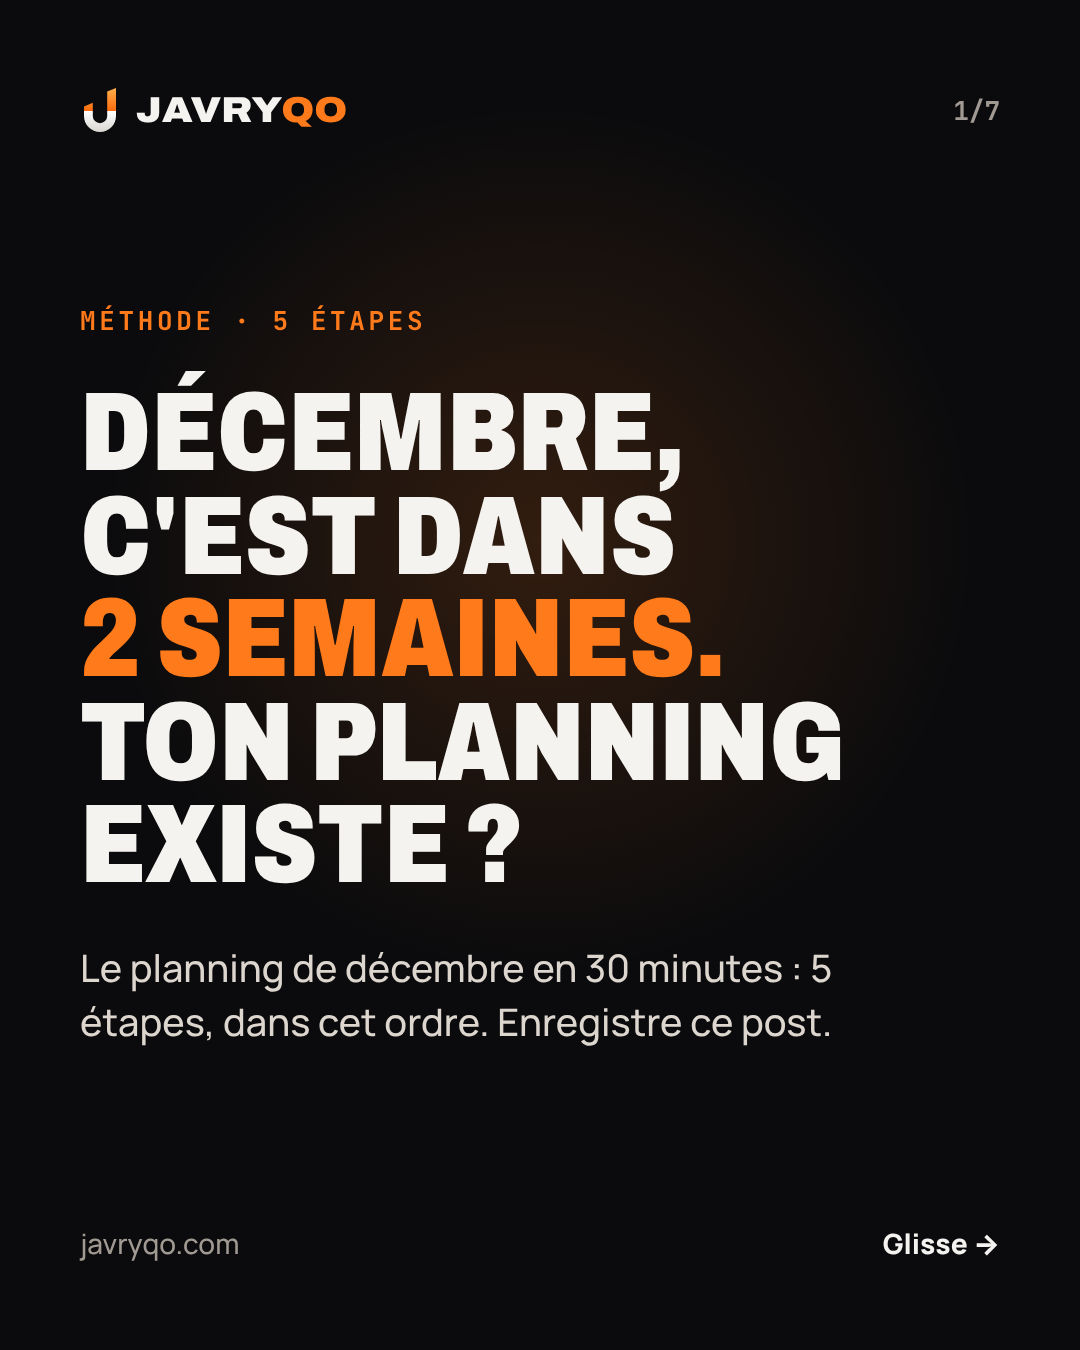 JAVRYQO
1/7
MÉTHODE · 5 ÉTAPES
DÉCEMBRE,
C'EST DANS
2 SEMAINES.
TON PLANNING
EXISTE ?
Le planning de décembre en 30 minutes : 5
étapes, dans cet ordre. Enregistre ce post.
javryqo.com
Glisse →